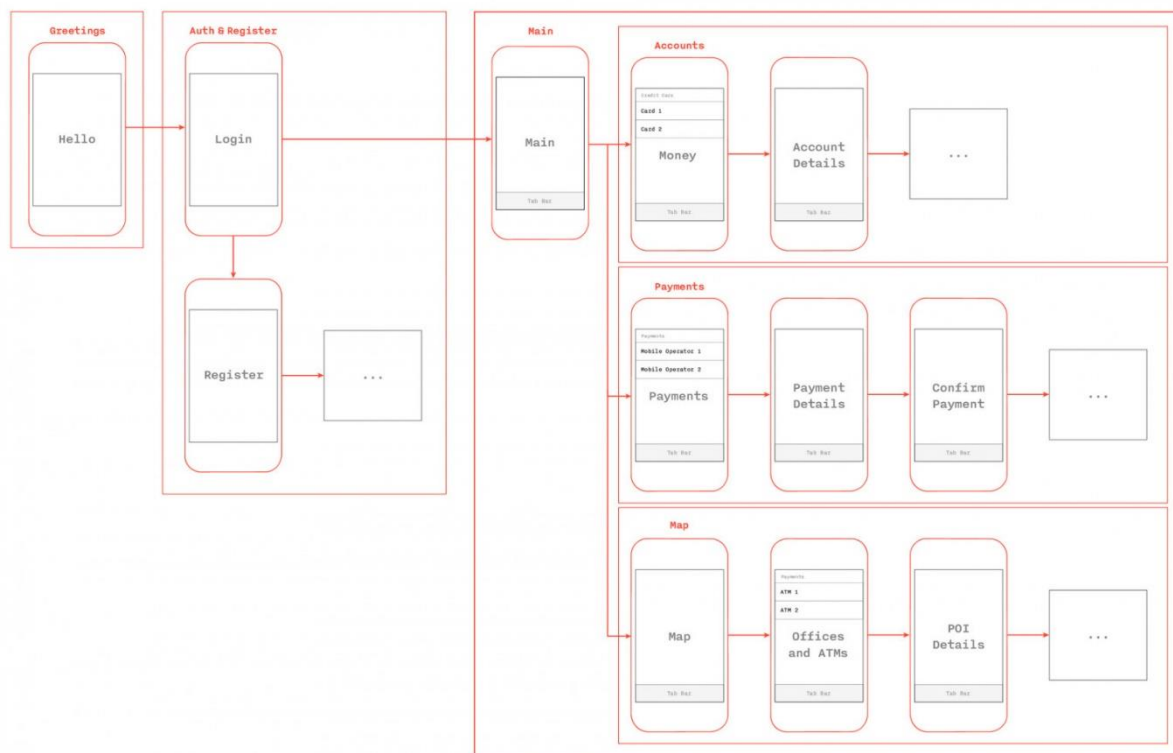 Greetings
Hello
Auth & Register
Login
Register
...
Main
Main
Tab Bar
Accounts
Credit Card
Card 1
Card 2
Money
Tab Bar
Account
Details
Tab Bar
...
Payments
Payments
Mobile Operator 1
Mobile Operator 2
Payments
Tab Bar
Payment
Details
Tab Bar
Confirm
Payment
Tab Bar
...
Map
Map
Tab Bar
Payments
ATM 1
ATM 2
Offices
and ATMs
Tab Bar
POI
Details
Tab Bar
...